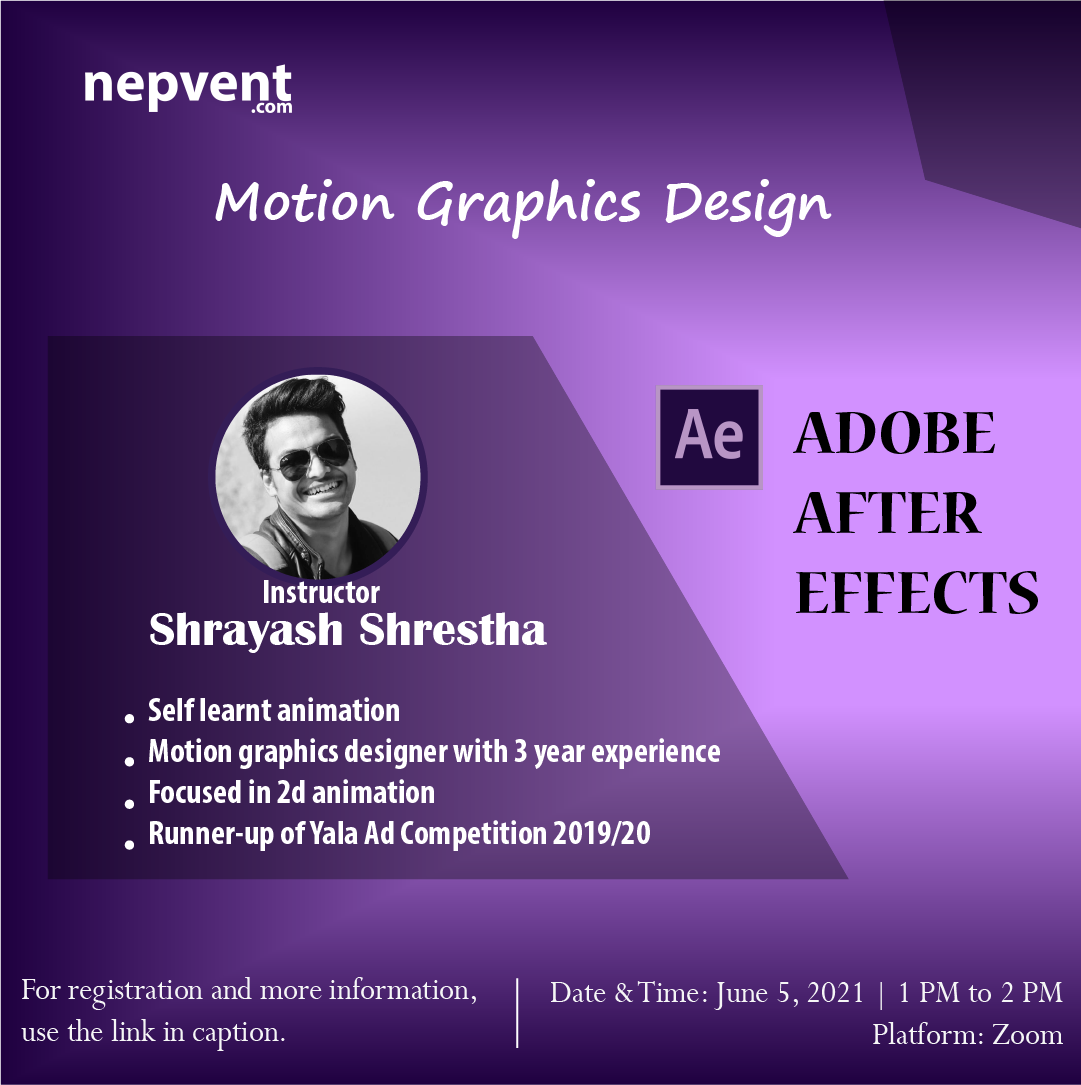 nepvent
.com
Motion Graphics Design
Ae
ADOBE
AFTER
EFFECTS
Instructor
Shrayash Shrestha
• Self learnt animation
• Motion graphics designer with 3 year experience
• Focused in 2d animation
• Runner-up of Yala Ad Competition 2019/20
For registration and more information,
use the link in caption.
Date & Time: June 5, 2021 | 1 PM to 2 PM
Platform: Zoom